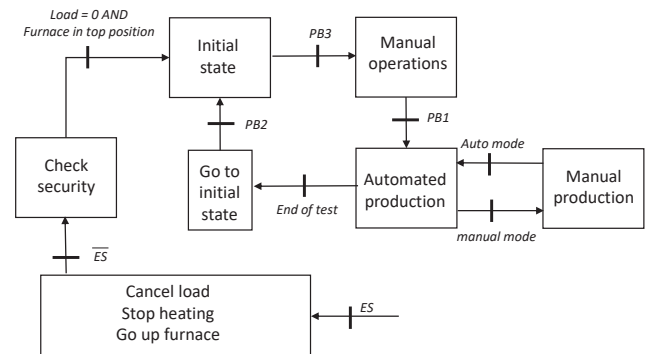 Load = 0 AND
Furnace in top position
Initial
state
PB3
Manual
operations
PB2
PB1
Check
security
Go to
initial
state
End of test
Automated
production
Auto mode
manual mode
Manual
production
E̅S̅
Cancel load
Stop heating
Go up furnace
ES